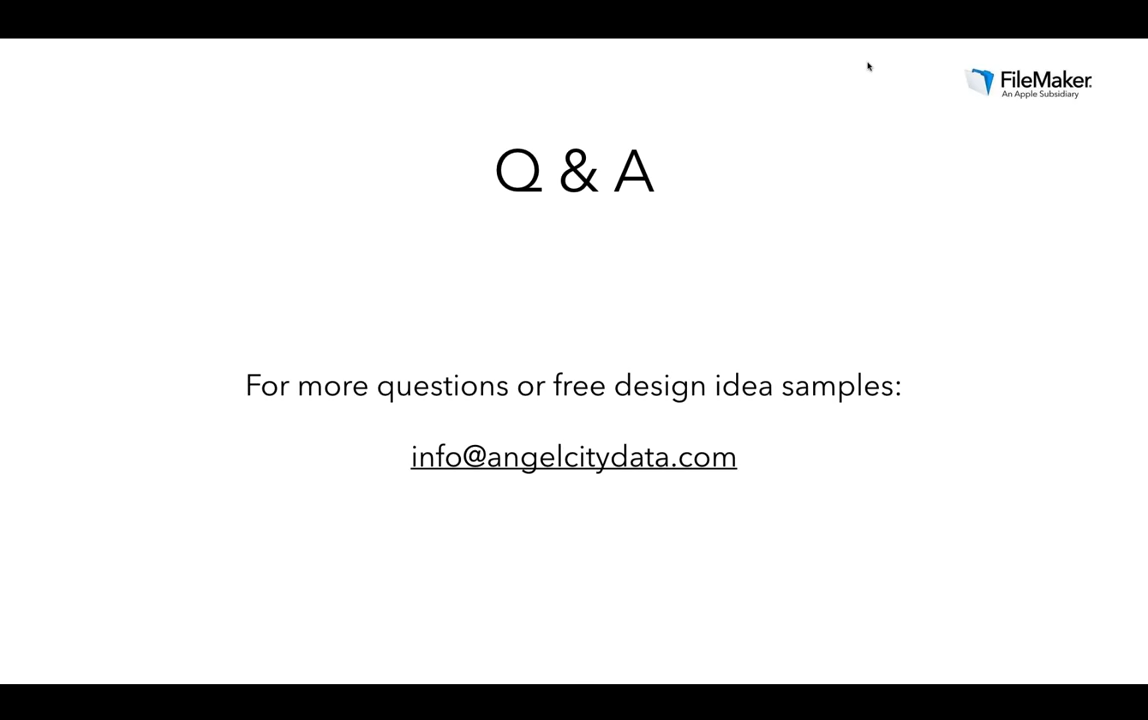 FileMaker.
An Apple Subsidiary
Q & A
For more questions or free design idea samples:
info@angelcitydata.com